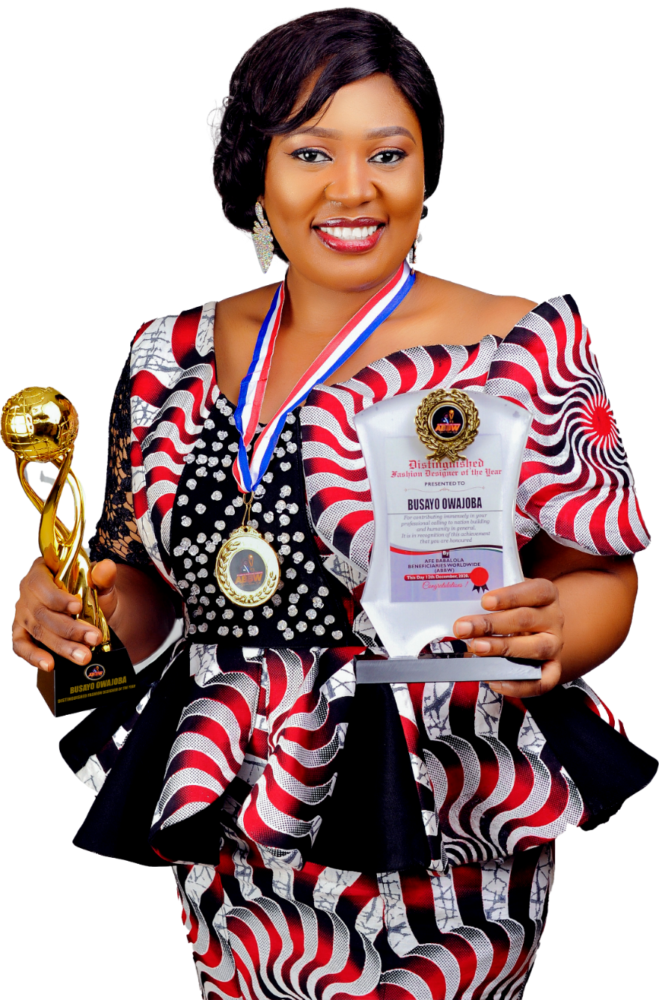 ABBW
Distinguished
Fashion Designer of the Year
PRESENTED TO
BUSAYO OWAJOBA
For contributing immensely in your
professional calling to nation building
and humanity in general.
It is in recognition of this achievement
that you are honoured
By
AFE BABALOLA
BENEFICIARIES WORLDWIDE
(ABBW)
This Day 12th December, 2020.
Congratulations !
ABBW
ABBW
BUSAYO OWAJOBA
DISTINGUISHED FASHION DESIGNER OF THE YEAR